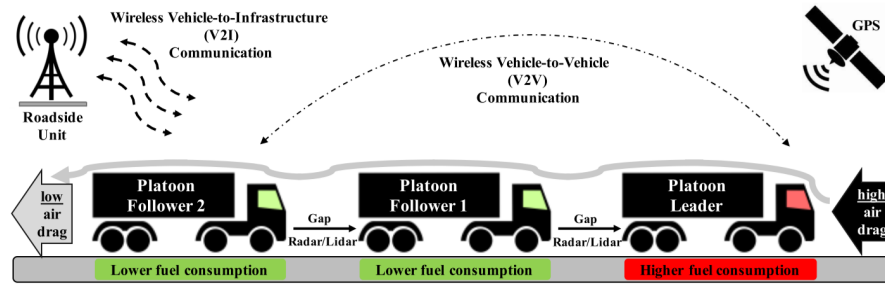 Wireless Vehicle-to-Infrastructure
(V2I)
Communication
GPS
Wireless Vehicle-to-Vehicle
(V2V)
Communication
Roadside
Unit
low
air
drag
Platoon
Follower 2
Gap
Radar/Lidar
Platoon
Follower 1
Gap
Radar/Lidar
Platoon
Leader
high
air
drag
Lower fuel consumption
Lower fuel consumption
Higher fuel consumption